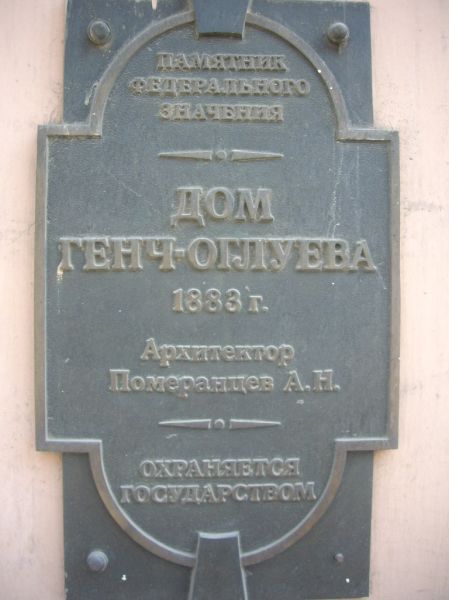 ПАМЯТНИК
ФЕДЕРАЛЬНОГО
ЗНАЧЕНИЯ
ДОМ
ГЕНЧ-ОГЛУЕВА
1883 г.
Архитектор
Померанцев А.Н.
ОХРАНЯЕТСЯ
ГОСУДАРСТВОМ